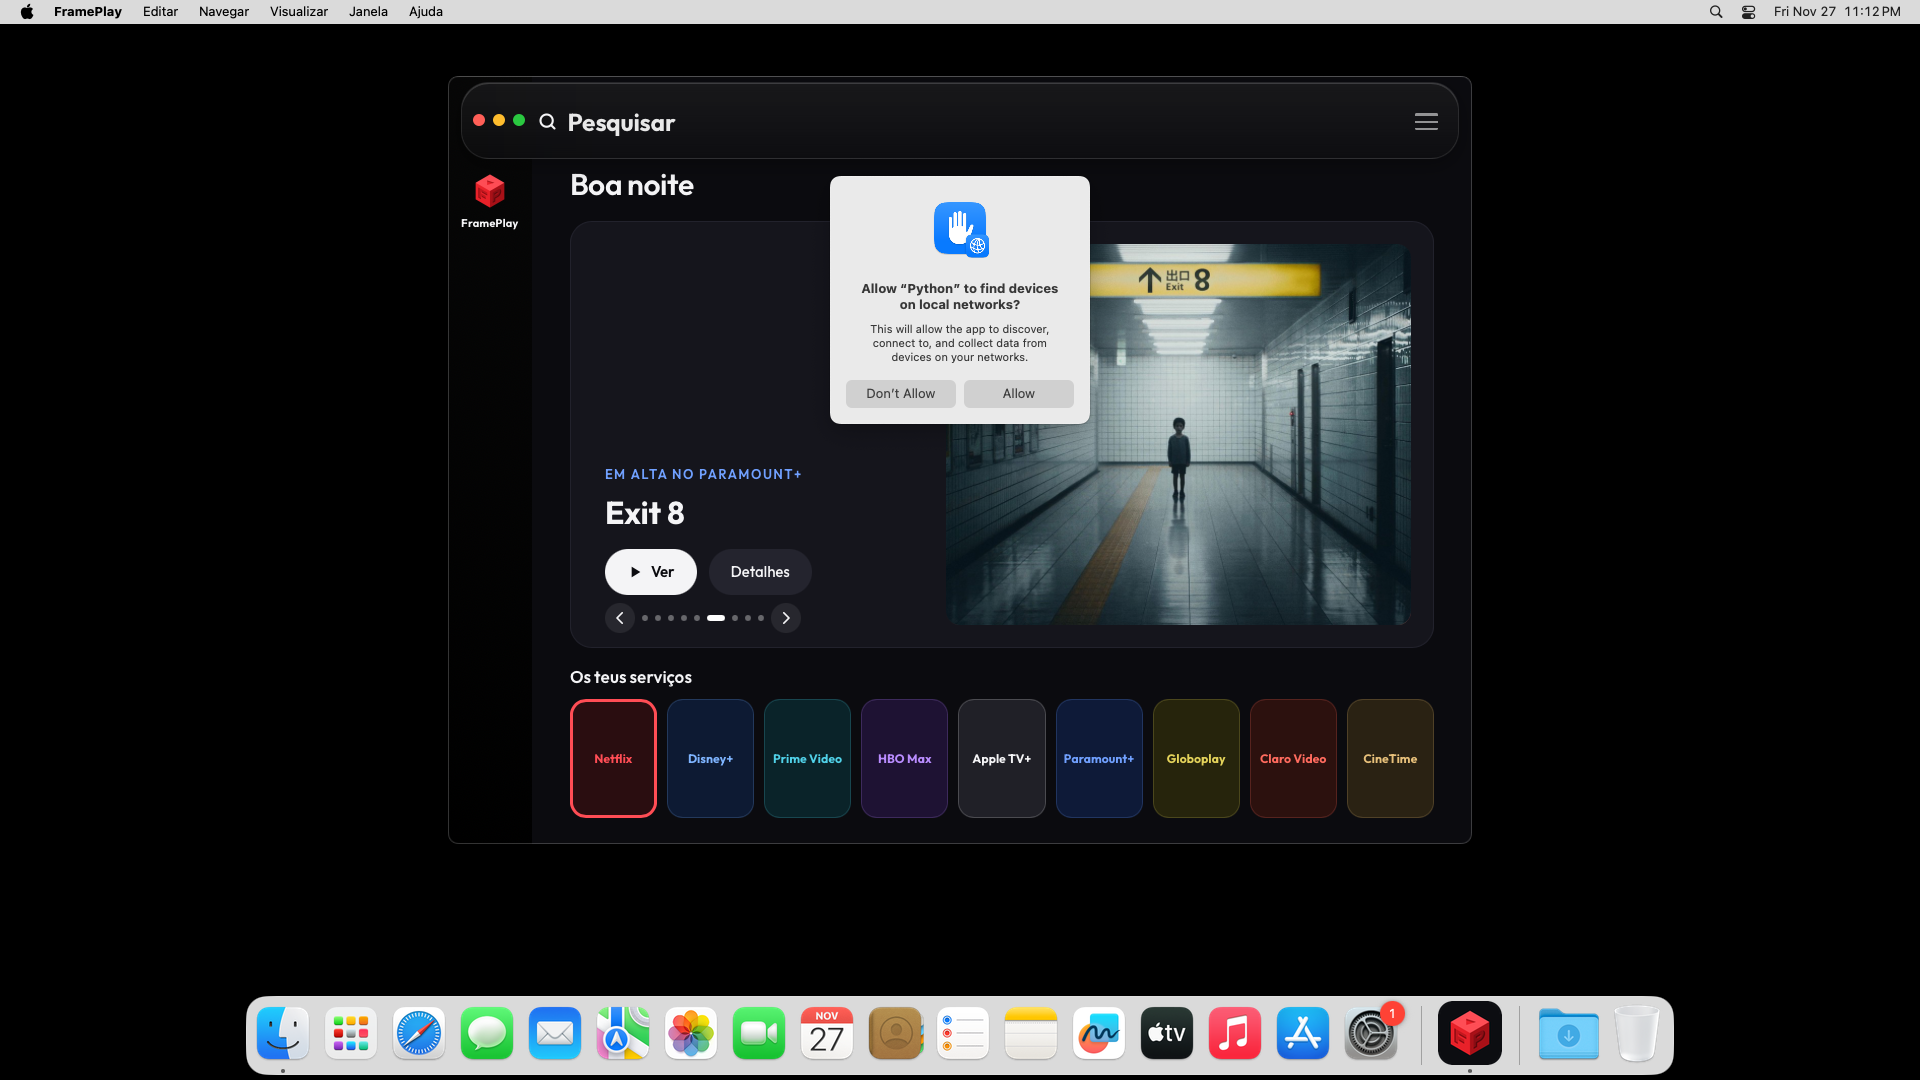 FramePlay Editar Navegar Visualizar Janela Ajuda
Fri Nov 27 11:12 PM
Pesquisar
FramePlay
Boa noite
Allow “Python” to find devices
on local networks?
This will allow the app to discover,
connect to, and collect data from
devices on your networks.
Don’t Allow
Allow
出口
Exit
8
EM ALTA NO PARAMOUNT+
Exit 8
Ver
Detalhes
Os teus serviços
Netflix
Disney+
Prime Video
HBO Max
Apple TV+
Paramount+
Globoplay
Claro Video
CineTime
NOV
27
tv
1